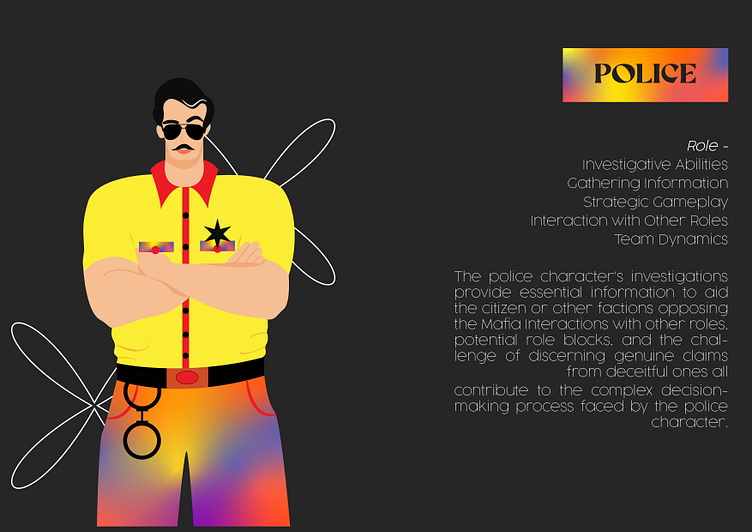 POLICE
Role -
Investigative Abilities
Gathering Information
Strategic Gameplay
Interaction with Other Roles
Team Dynamics
The police character's investigations
provide essential information to aid
the citizen or other factions opposing
the Mafia Interactions with other roles,
potential role blocks, and the chal-
lenge of discerning genuine claims
from deceitful ones all
contribute to the complex decision-
making process faced by the police
character.